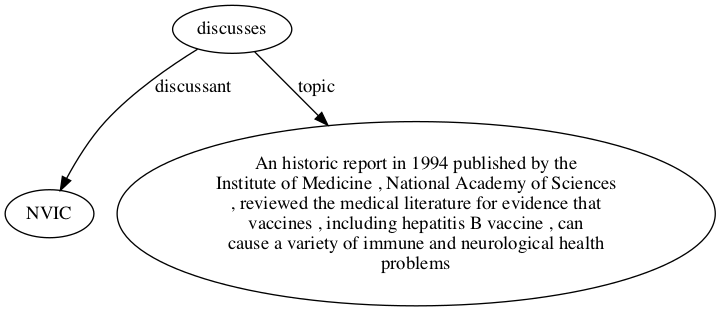 discusses
discussant
topic
NVIC
An historic report in 1994 published by the
Institute of Medicine , National Academy of Sciences
, reviewed the medical literature for evidence that
vaccines , including hepatitis B vaccine , can
cause a variety of immune and neurological health
problems